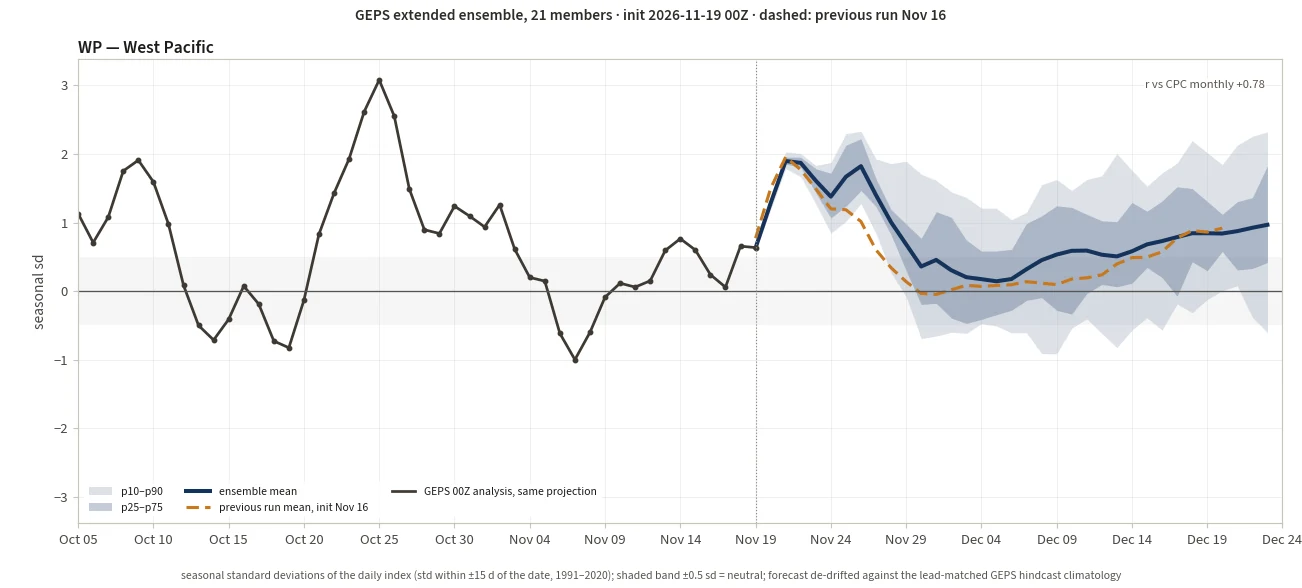 GEPS extended ensemble, 21 members · init 2026-11-19 00Z · dashed: previous run Nov 16
WP — West Pacific
r vs CPC monthly +0.78
seasonal sd
3
2
1
0
−1
−2
−3
p10–p90
p25–p75
ensemble mean
previous run mean, init Nov 16
GEPS 00Z analysis, same projection
Oct 05 Oct 10 Oct 15 Oct 20 Oct 25 Oct 30 Nov 04 Nov 09 Nov 14 Nov 19 Nov 24 Nov 29 Dec 04 Dec 09 Dec 14 Dec 19 Dec 24
seasonal standard deviations of the daily index (std within ±15 d of the date, 1991–2020); shaded band ±0.5 sd = neutral; forecast de-drifted against the lead-matched GEPS hindcast climatology